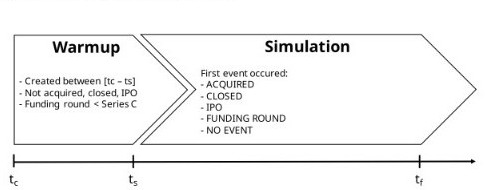 Warmup
- Created between [tc – ts]
- Not acquired, closed, IPO
- Funding round < Series C
Simulation
First event occured:
- ACQUIRED
- CLOSED
- IPO
- FUNDING ROUND
- NO EVENT
tc
ts
tf